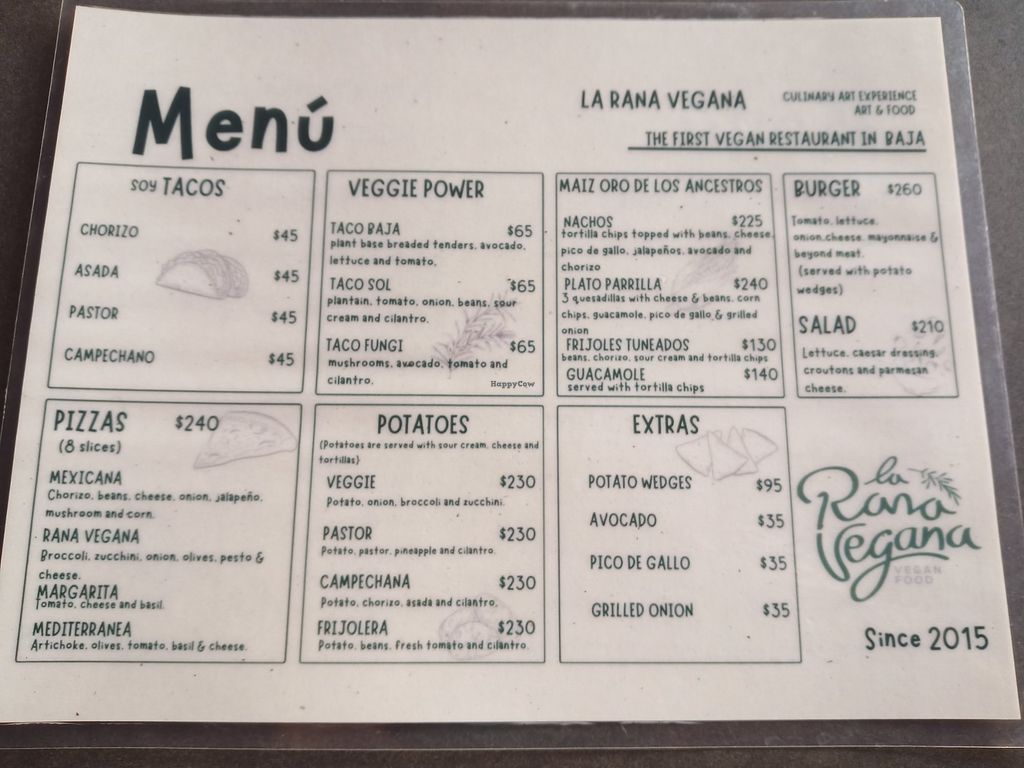 Menú
LA RANA VEGANA
CULINARY ART EXPERIENCE
ART & FOOD
THE FIRST VEGAN RESTAURANT IN BAJA
SOY TACOS
CHORIZO $45
ASADA $45
PASTOR $45
CAMPECHANO $45
VEGGIE POWER
TACO BAJA $65
plant base breaded tenders, avocado,
lettuce and tomato.
TACO SOL $65
plantain, tomato, onion, beans, sour
cream and cilantro.
TACO FUNGI $65
mushrooms, avocado, tomato and
cilantro.
HappyCow
MAIZ ORO DE LOS ANCESTROS
NACHOS $225
tortilla chips topped with beans, cheese,
pico de gallo, jalapeños, avocado and
chorizo
PLATO PARRILLA $240
3 quesadillas with cheese & beans, corn
chips, guacamole, pico de gallo & grilled
onion
FRIJOLES TUNEADOS $130
beans, chorizo, sour cream and tortilla chips
GUACAMOLE $140
served with tortilla chips
BURGER $260
Tomato, lettuce,
onion,cheese, mayonnaise &
beyond meat.
(served with potato
wedges)
SALAD $210
Lettuce, caesar dressing,
croutons and parmesan
cheese.
PIZZAS $240
(8 slices)
MEXICANA
Chorizo, beans, cheese, onion, jalapeño,
mushroom and corn.
RANA VEGANA
Broccoli, zucchini, onion, olives, pesto &
cheese.
MARGARITA
Tomato, cheese and basil.
MEDITERRANEA
Artichoke, olives, tomato, basil & cheese.
POTATOES
(Potatoes are served with sour cream, cheese and
tortillas)
VEGGIE $230
Potato, onion, broccoli and zucchini.
PASTOR $230
Potato, pastor, pineapple and cilantro.
CAMPECHANA $230
Potato, chorizo, asada and cilantro.
FRIJOLERA $230
Potato, beans, fresh tomato and cilantro.
EXTRAS
POTATO WEDGES $95
AVOCADO $35
PICO DE GALLO $35
GRILLED ONION $35
la
Rana
Vegana
VEGAN
FOOD
Since 2015